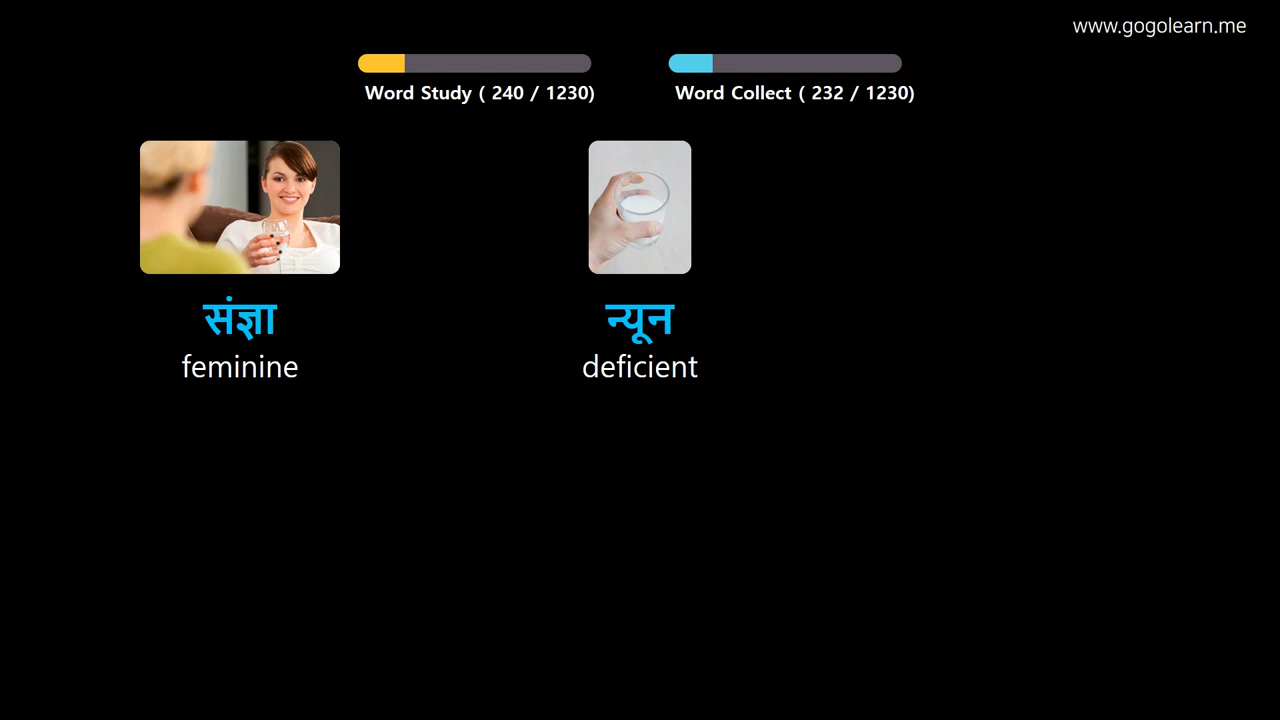 www.gogolearn.me
Word Study ( 240 / 1230)
Word Collect ( 232 / 1230)
संज्ञा
feminine
न्यून
deficient